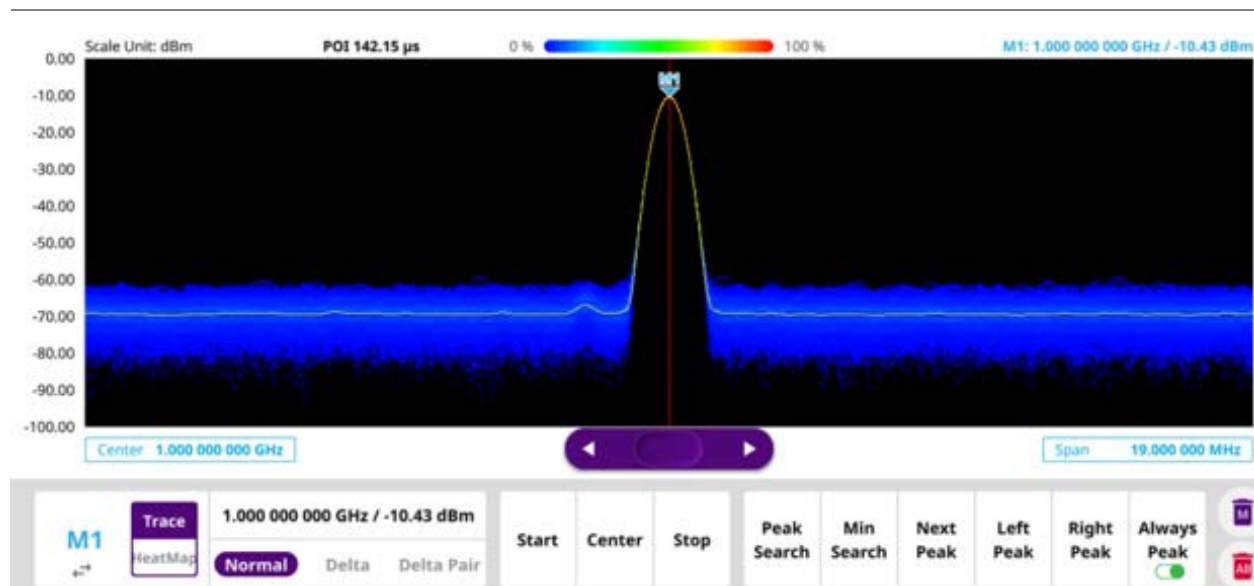 Scale Unit: dBm POI 142.15 µs 0 % 100 % M1: 1.000 000 000 GHz / -10.43 dBm
0.00
-10.00
-20.00
-30.00
-40.00
-50.00
-60.00
-70.00
-80.00
-90.00
-100.00
M1
Center 1.000 000 000 GHz Span 19.000 000 MHz
M1
Trace
HeatMap
1.000 000 000 GHz / -10.43 dBm
Normal Delta Delta Pair
Start
Center
Stop
Peak
Search
Min
Search
Next
Peak
Left
Peak
Right
Peak
Always
Peak
M
All